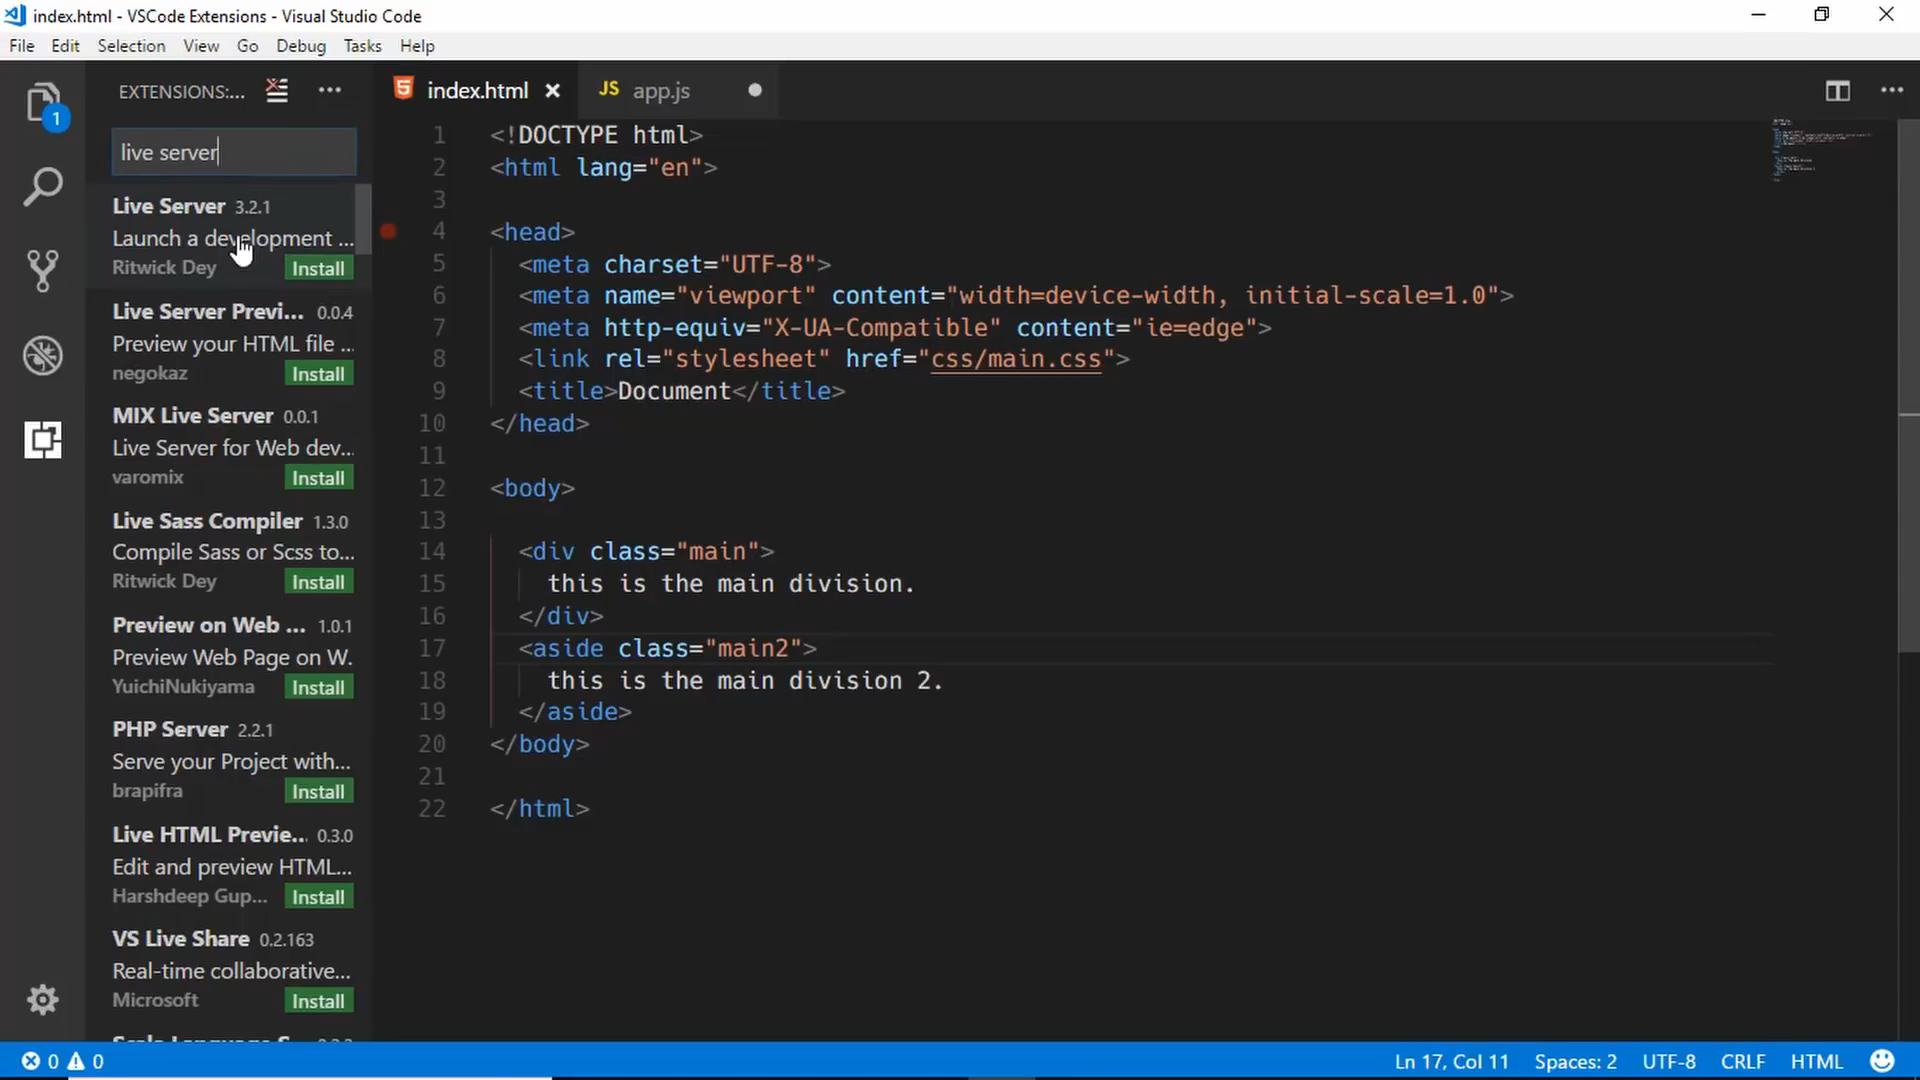 index.html - VSCode Extensions - Visual Studio Code
File Edit Selection View Go Debug Tasks Help
EXTENSIONS:...
1
live server
Live Server 3.2.1
Launch a development ...
Ritwick Dey Install
Live Server Previ... 0.0.4
Preview your HTML file ...
negokaz Install
MIX Live Server 0.0.1
Live Server for Web dev...
varomix Install
Live Sass Compiler 1.3.0
Compile Sass or Scss to...
Ritwick Dey Install
Preview on Web ... 1.0.1
Preview Web Page on W.
YuichiNukiyama Install
PHP Server 2.2.1
Serve your Project with...
brapifra Install
Live HTML Previe... 0.3.0
Edit and preview HTML...
Harshdeep Gup... Install
VS Live Share 0.2.163
Real-time collaborative...
Microsoft Install
index.html JS app.js
1 <!DOCTYPE html>
2 <html lang="en">
3
4 <head>
5 <meta charset="UTF-8">
6 <meta name="viewport" content="width=device-width, initial-scale=1.0">
7 <meta http-equiv="X-UA-Compatible" content="ie=edge">
8 <link rel="stylesheet" href="css/main.css">
9 <title>Document</title>
10 </head>
11
12 <body>
13
14 <div class="main">
15 this is the main division.
16 </div>
17 <aside class="main2">
18 this is the main division 2.
19 </aside>
20 </body>
21
22 </html>
0 0 Ln 17, Col 11 Spaces: 2 UTF-8 CRLF HTML